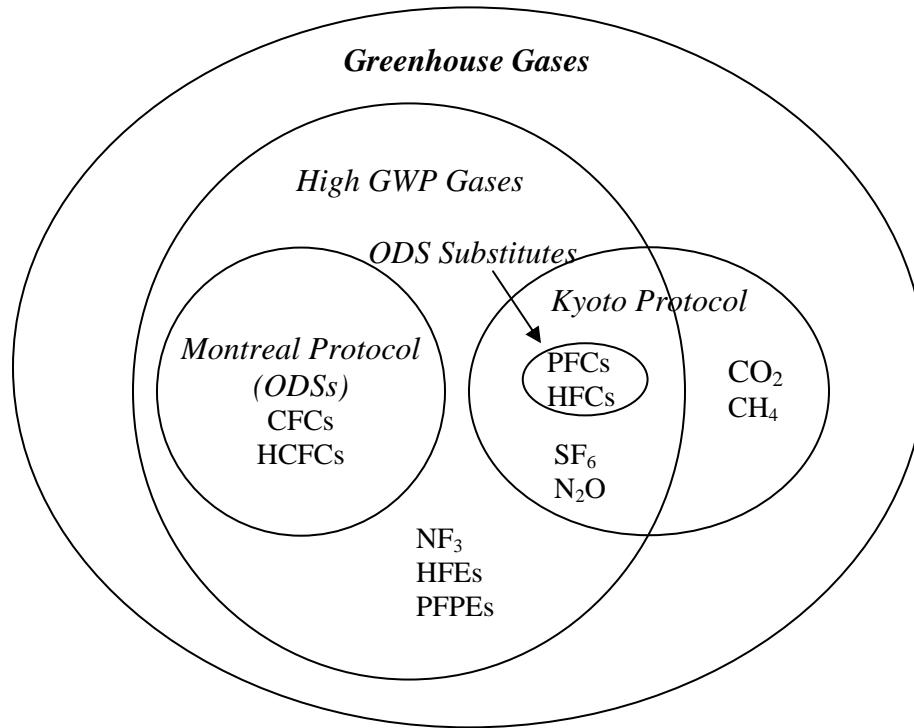 Greenhouse Gases
High GWP Gases
ODS Substitutes
Kyoto Protocol
Montreal Protocol
(ODSs)
CFCs
HCFCs
PFCs
HFCs
SF₆
N₂O
CO₂
CH₄
NF₃
HFEs
PFPEs